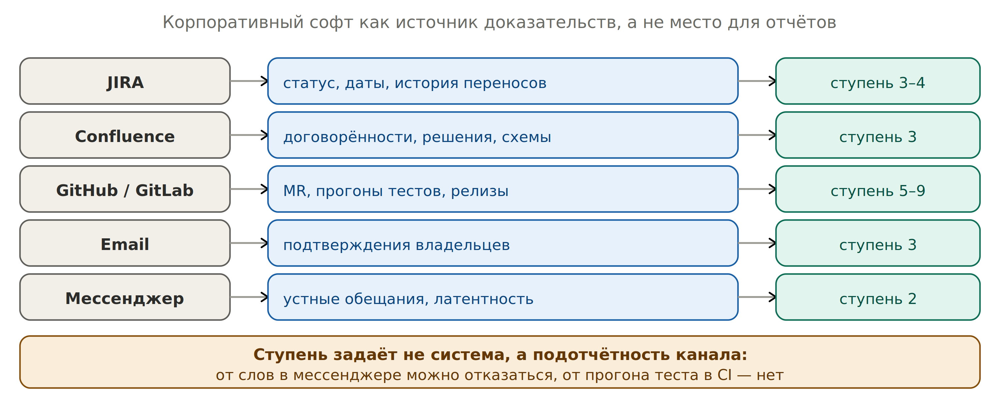 Корпоративный софт как источник доказательств, а не место для отчётов
JIRA
статус, даты, история переносов
ступень 3–4
Confluence
договорённости, решения, схемы
ступень 3
GitHub / GitLab
MR, прогоны тестов, релизы
ступень 5–9
Email
подтверждения владельцев
ступень 3
Мессенджер
устные обещания, латентность
ступень 2
Ступень задаёт не система, а подотчётность канала:
от слов в мессенджере можно отказаться, от прогона теста в CI — нет